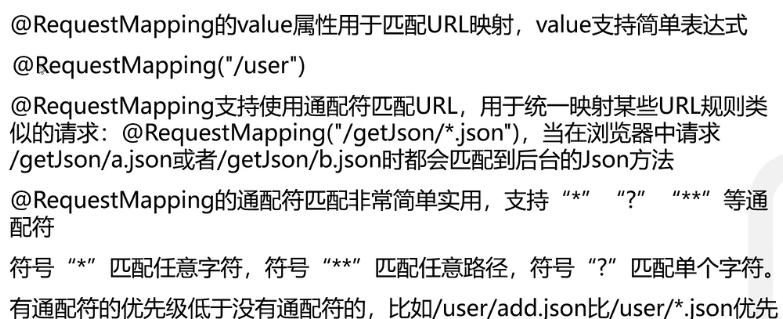 @RequestMapping的value属性用于匹配URL映射，value支持简单表达式
@RequestMapping("/user")
@RequestMapping支持使用通配符匹配URL，用于统一映射某些URL规则类
似的请求：@RequestMapping("/getJson/*.json")，当在浏览器中请求
/getJson/a.json或者/getJson/b.json时都会匹配到后台的Json方法
@RequestMapping的通配符匹配非常简单实用，支持“*”“?”“**”等通
配符
符号“*”匹配任意字符，符号“**”匹配任意路径，符号“?”匹配单个字符。
有通配符的优先级低于没有通配符的，比如/user/add.json比/user/*.json优先